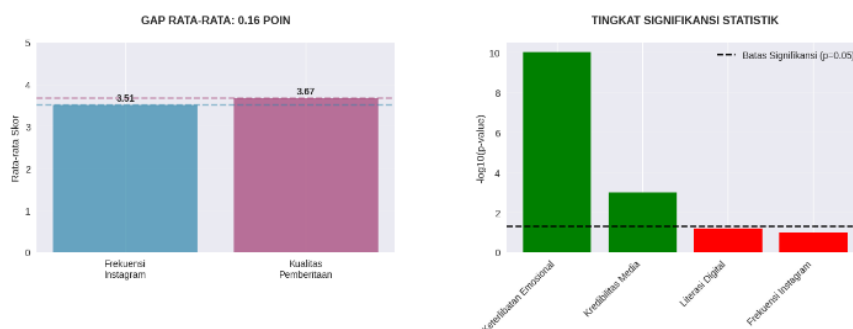 GAP RATA-RATA: 0.16 POIN
5
4
3
2
1
0
Rata-rata Skor
3.51
3.67
Frekuensi
Instagram
Kualitas
Pemberitaan
TINGKAT SIGNIFIKANSI STATISTIK
Batas Signifikansi (p=0.05)
10
8
6
4
2
0
-log10(p-value)
Keterlibatan Emosional
Kredibilitas Media
Literasi Digital
Frekuensi Instagram